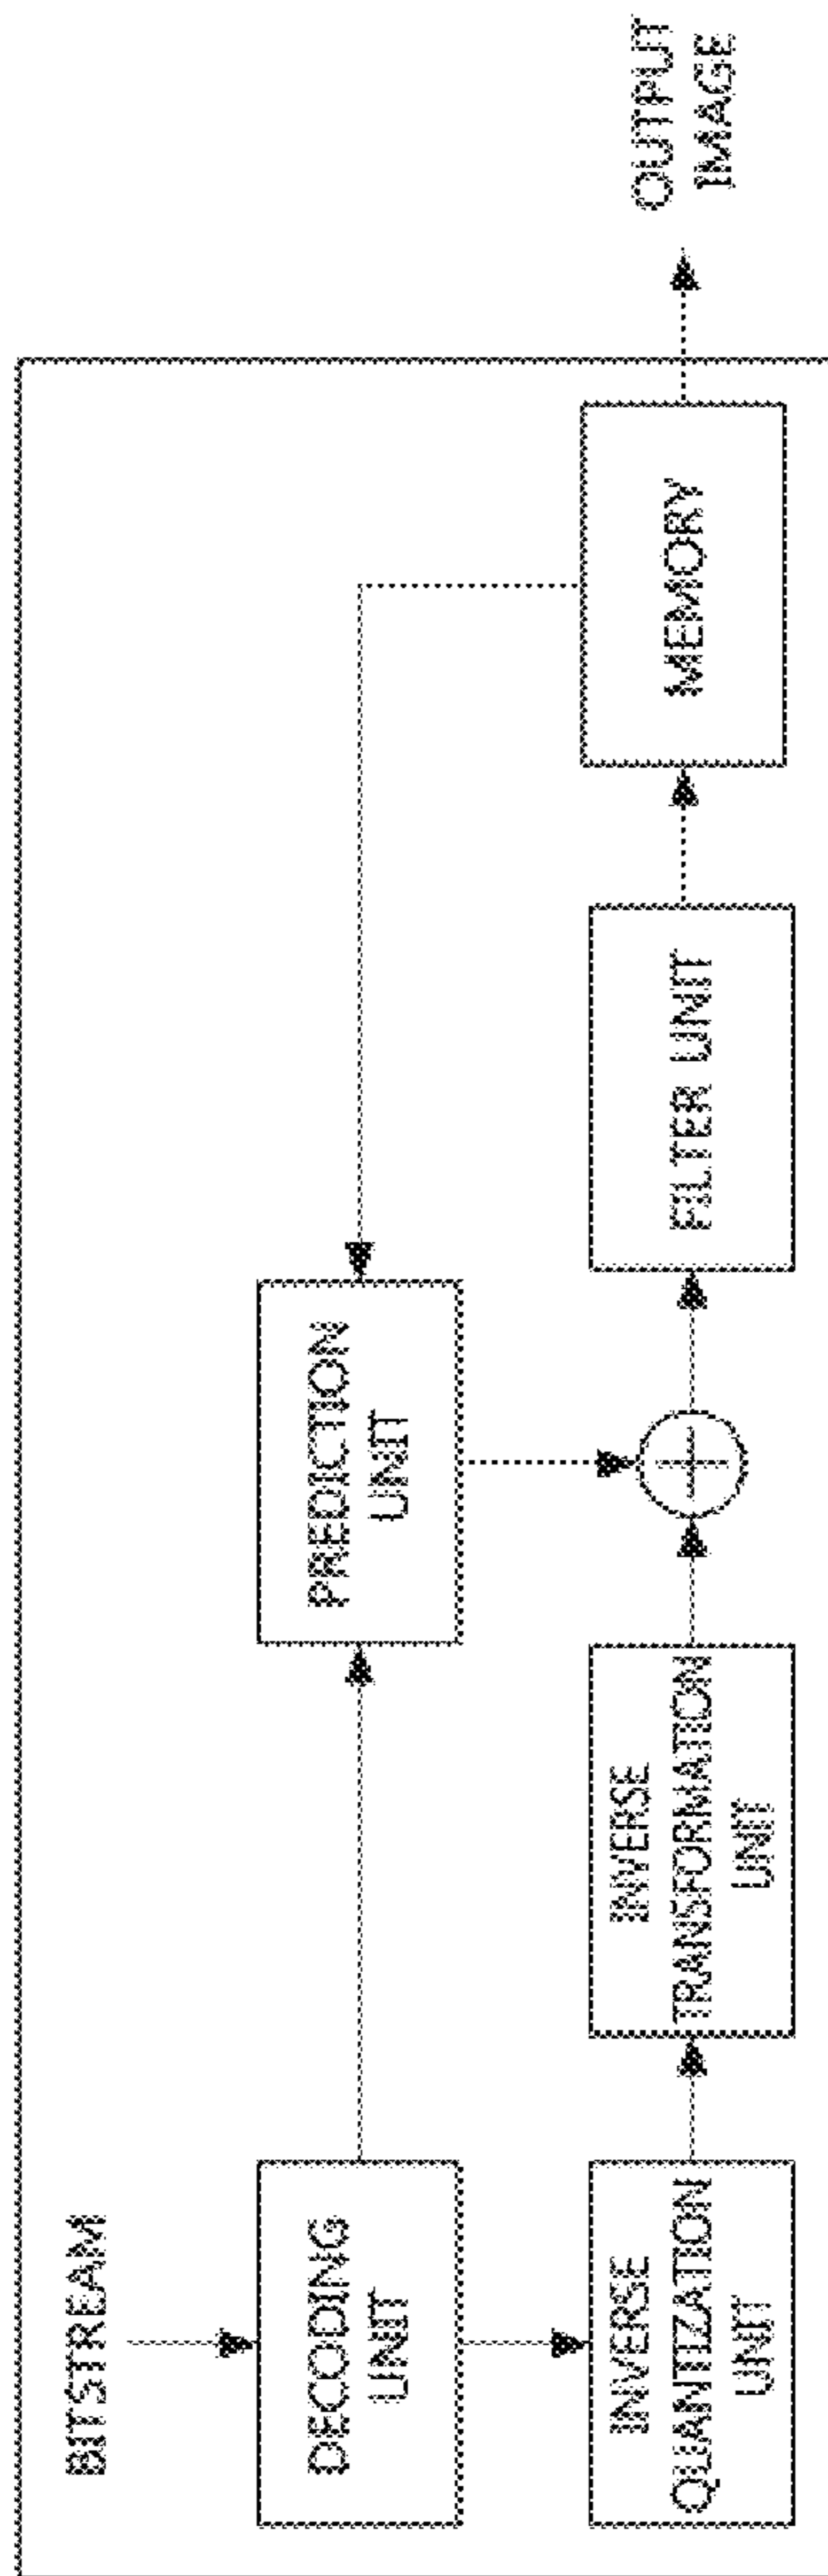 BITSTREAM
DECODING
UNIT
PREDICTION
UNIT
INVERSE
QUANTIZATION
UNIT
INVERSE
TRANSFORMATION
UNIT
FILTER UNIT
MEMORY
OUTPUT
IMAGE